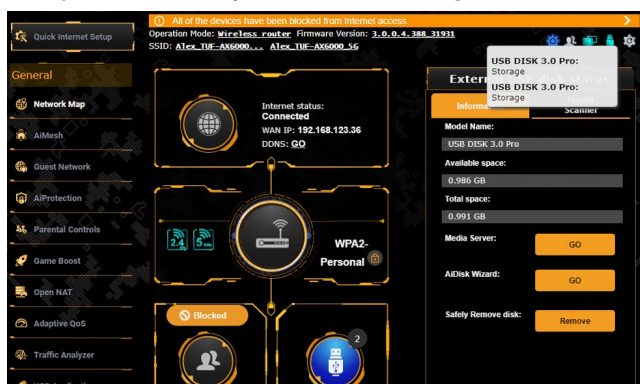 All of the devices have been blocked from Internet access.
Quick Internet Setup
Operation Mode: Wireless router Firmware Version: 3.0.0.4.388_31931
SSID: Alex_TUF-AX6000... Alex_TUF-AX6000_5G
General
Network Map
AiMesh
Guest Network
AiProtection
Parental Controls
Game Boost
Open NAT
Adaptive QoS
Traffic Analyzer
Internet status:
Connected
WAN IP: 192.168.123.36
DDNS: GO
2.4
5
WPA2-
Personal
Blocked
2
USB DISK 3.0 Pro:
Storage
USB DISK 3.0 Pro:
Storage
disk status
Scanner
Model Name:
USB DISK 3.0 Pro
Available space:
0.986 GB
Total space:
0.991 GB
Media Server:
GO
AiDisk Wizard:
GO
Safely Remove disk:
Remove